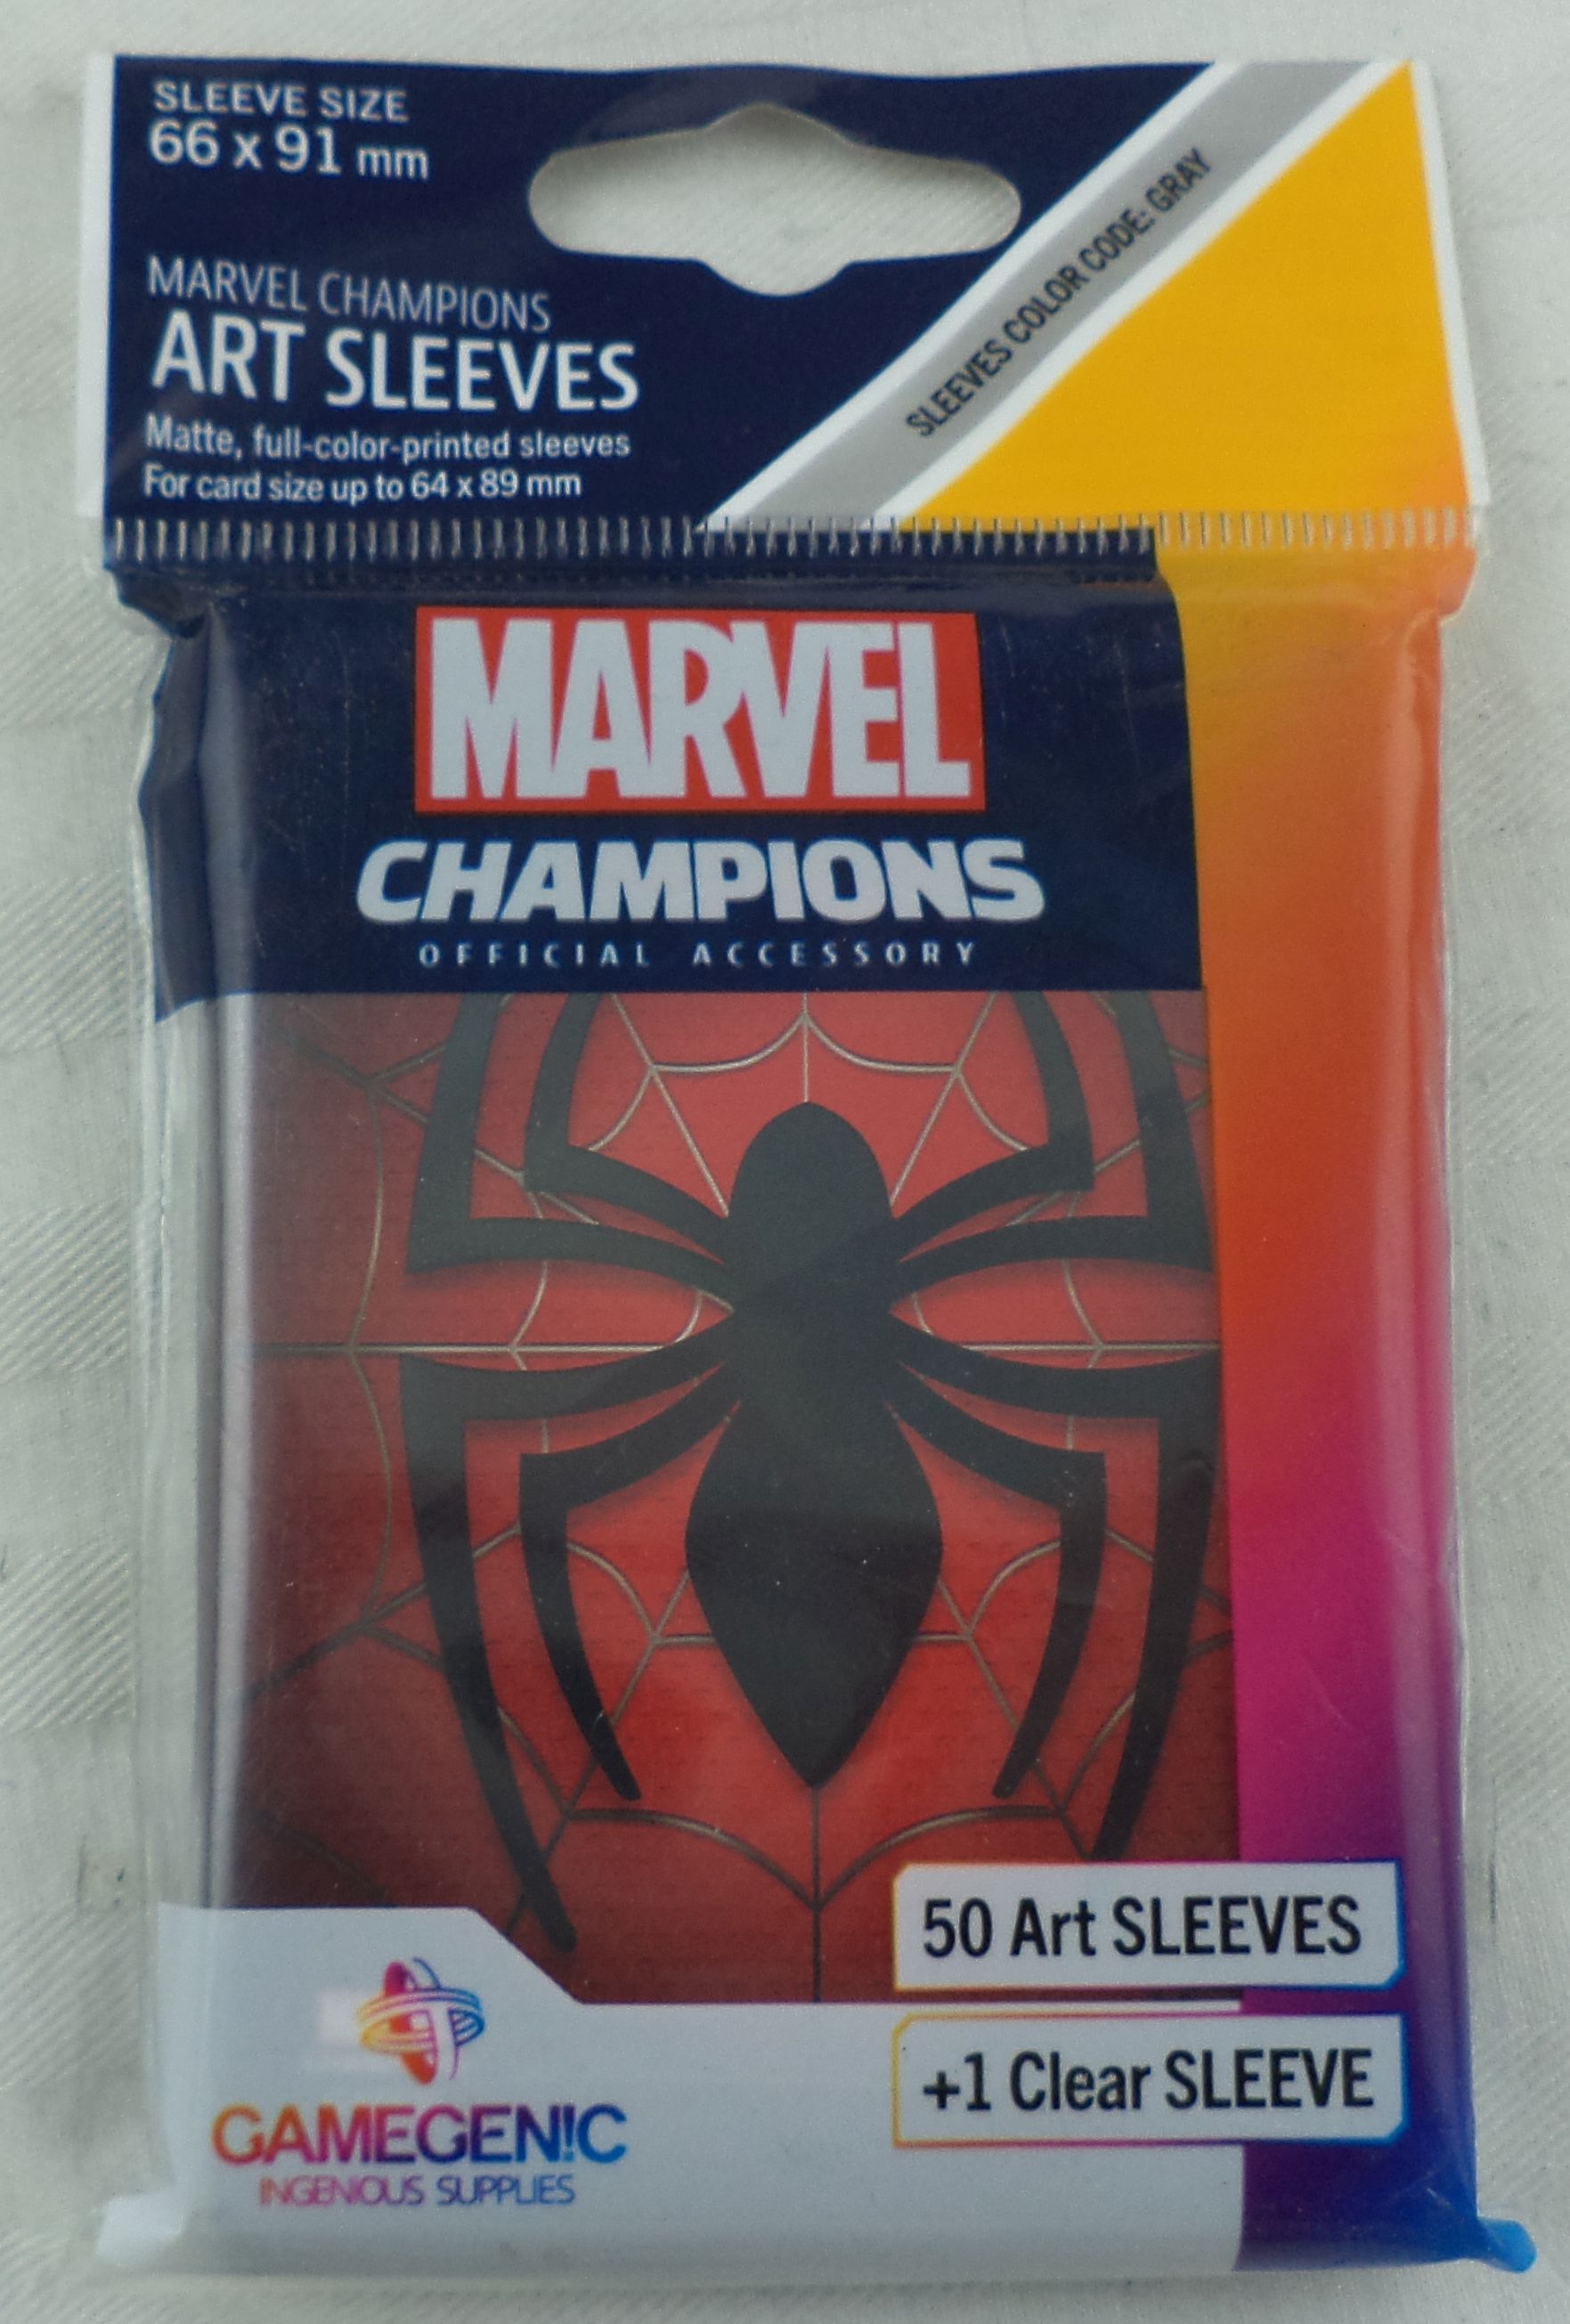 SLEEVE SIZE
66 x 91 mm
MARVEL CHAMPIONS
ART SLEEVES
Matte, full-color-printed sleeves
For card size up to 64 x 89 mm
SLEEVES COLOR CODE: GRAY
MARVEL
CHAMPIONS
OFFICIAL ACCESSORY
50 Art SLEEVES
+1 Clear SLEEVE
GAMEGEN!C
INGENIOUS SUPPLIES